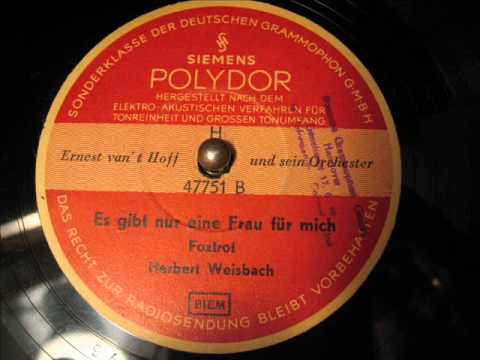 SONDERKLASSE DER DEUTSCHEN GRAMMOPHON G·M·B·H
SIEMENS
POLYDOR
HERGESTELLT NACH DEM
ELEKTRO-AKUSTISCHEN VERFAHREN FÜR
TONREINHEIT UND GROSSEN TONUMFANG
H
Ernest van't Hoff und sein Orchester
47751 B
Es gibt nur eine Frau für mich
Foxtrot
Herbert Weisbach
BIEM
DAS RECHT ZUR RADIOSENDUNG BLEIBT VORBEHALTEN